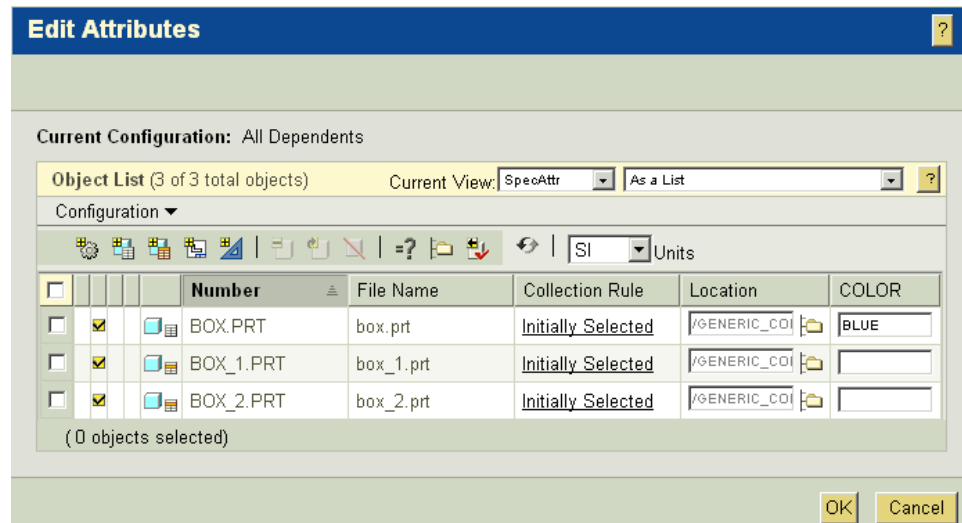 Edit Attributes ?
Current Configuration: All Dependents
Object List (3 of 3 total objects) Current View: SpecAttr As a List ?
Configuration
=? SI Units
Number File Name Collection Rule Location COLOR
BOX.PRT box.prt Initially Selected /GENERIC_COI BLUE
BOX_1.PRT box_1.prt Initially Selected /GENERIC_COI
BOX_2.PRT box_2.prt Initially Selected /GENERIC_COI
( 0 objects selected)
OK Cancel